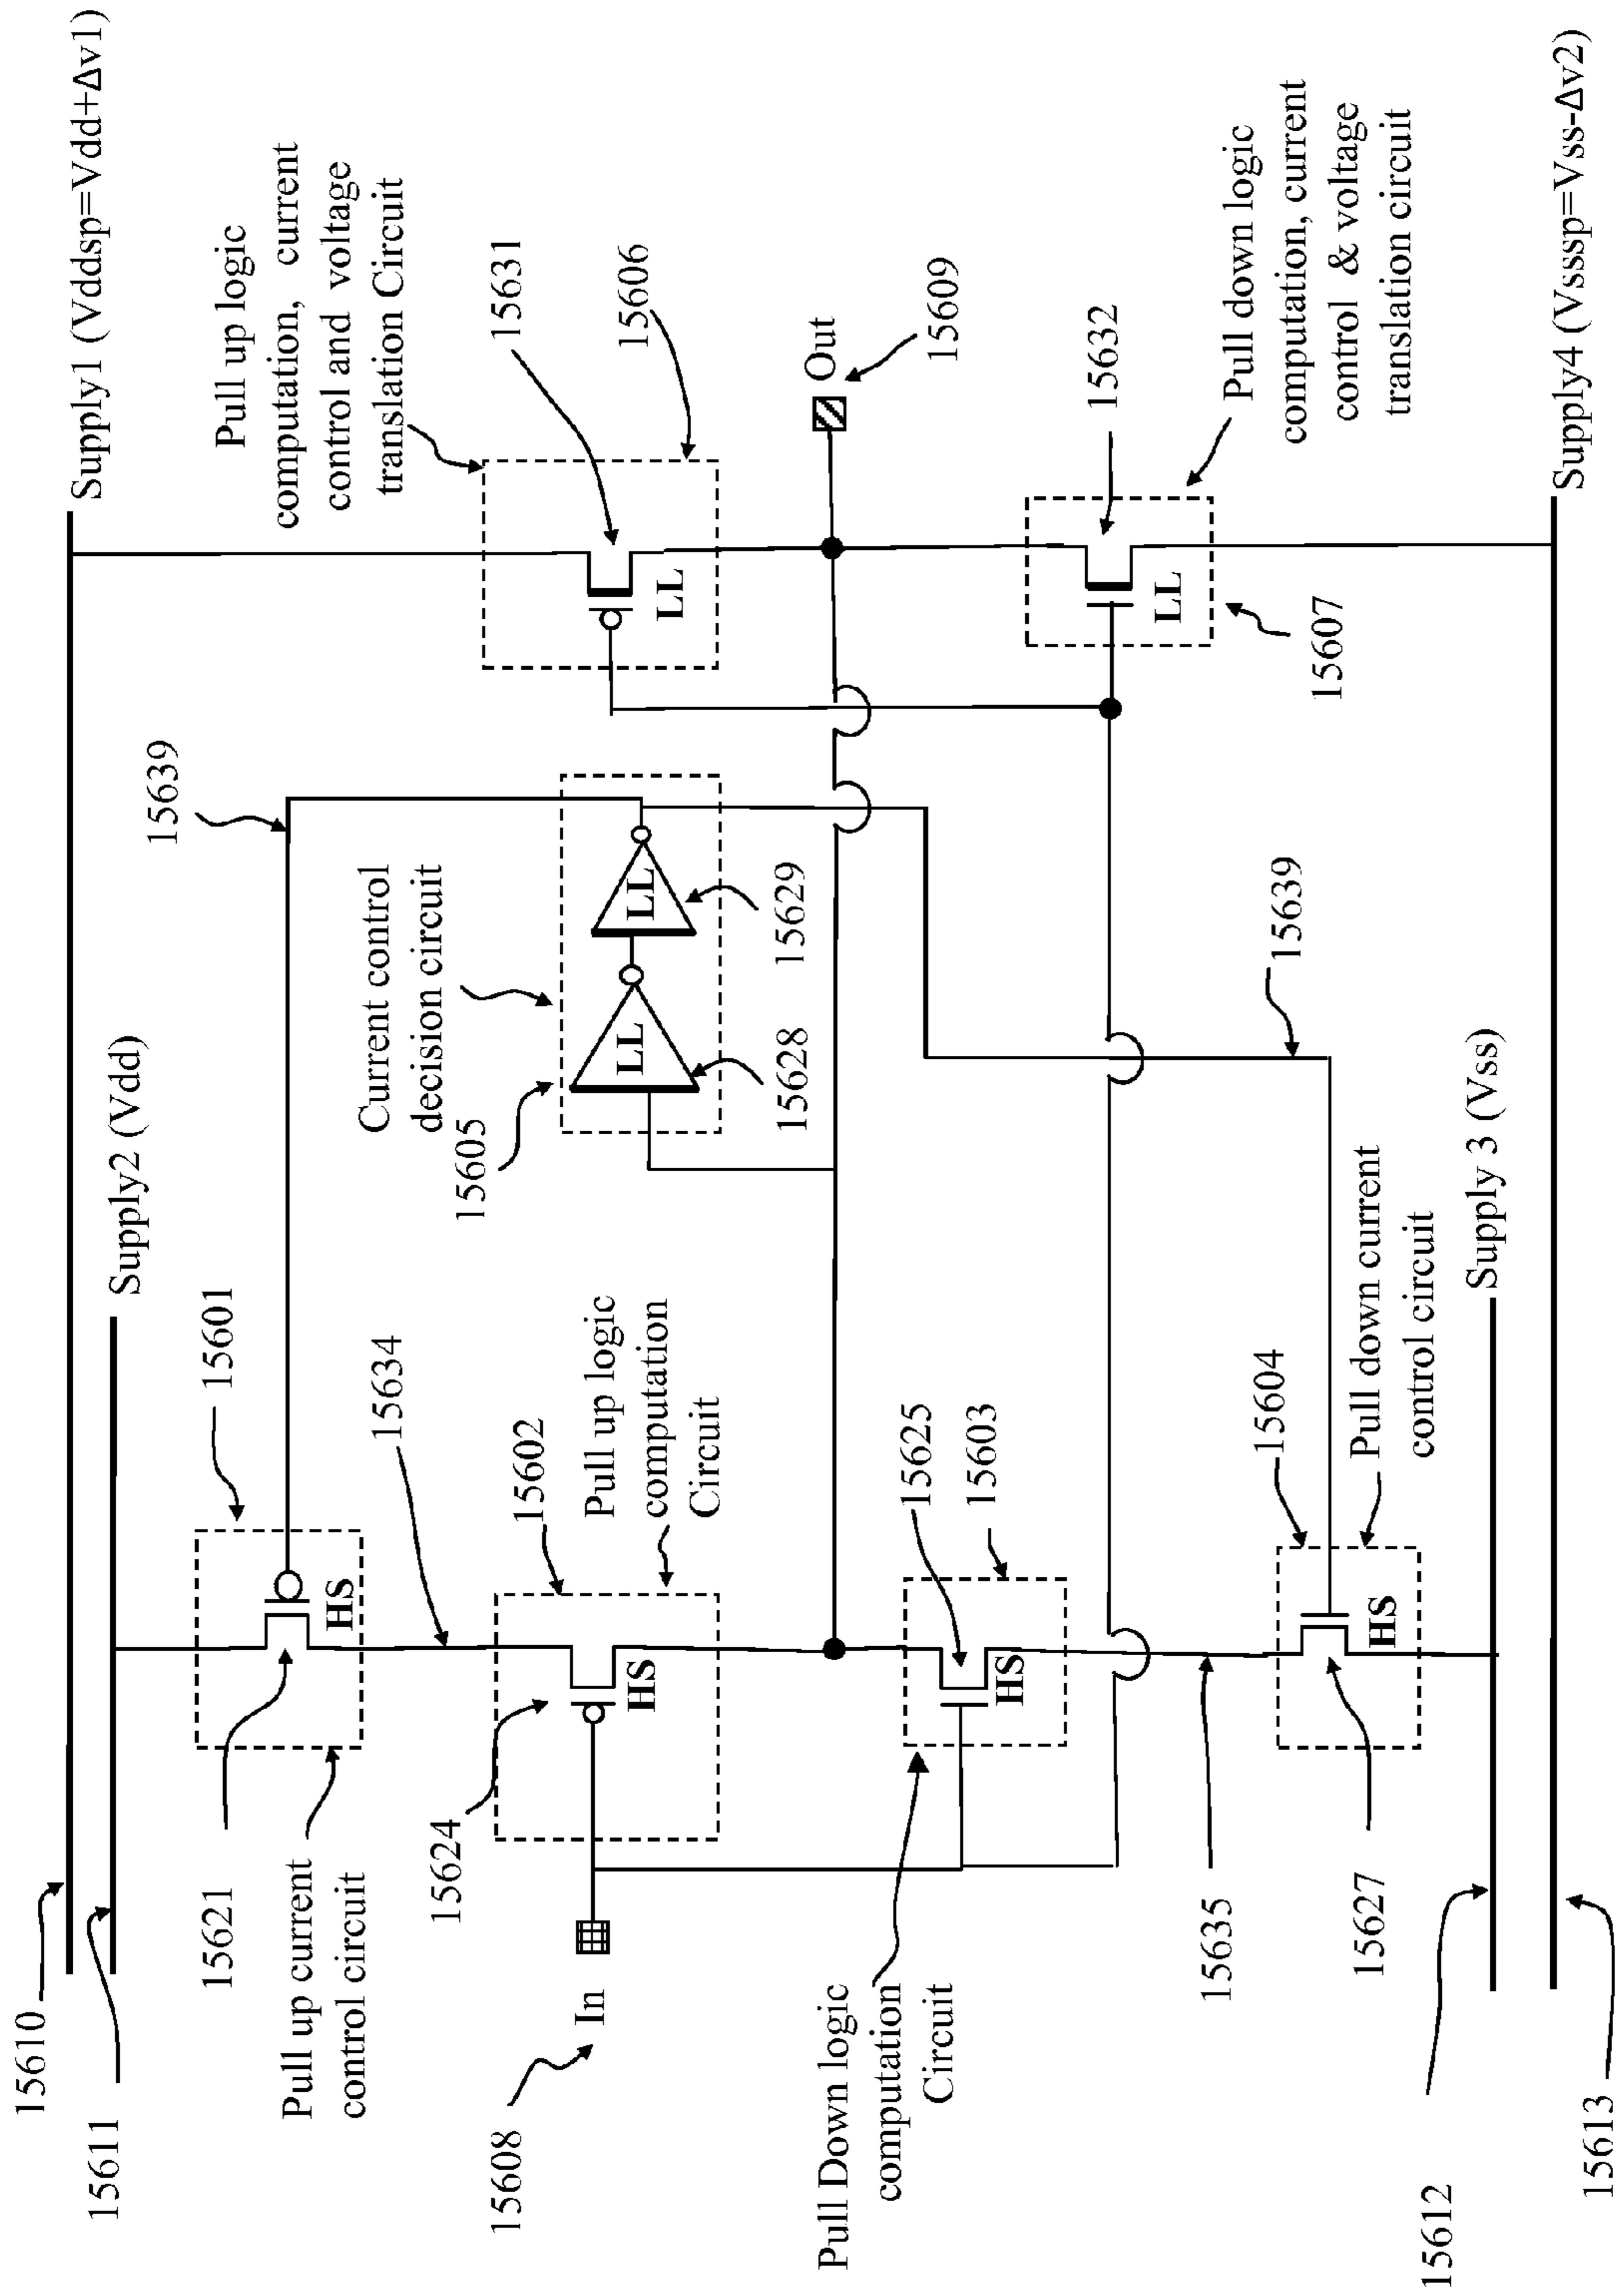 Supply1 (Vddsp=Vdd+Δv1)
Supply2 (Vdd)
15610
15611
15601
15639
Pull up logic
computation, current
control and voltage
translation Circuit
15631
15606
15621
HS
Pull up current
control circuit
15634
Current control
decision circuit
15605
LL
LL
15628
15629
LL
15602
Pull up logic
computation
Circuit
15624
HS
In
15608
Out
15609
15625
15603
HS
Pull Down logic
computation
Circuit
15632
LL
15607
Pull down logic
computation, current
control & voltage
translation circuit
15639
15604
Pull down current
control circuit
15635
HS
15627
Supply 3 (Vss)
Supply4 (Vsssp=Vss-Δv2)
15612
15613